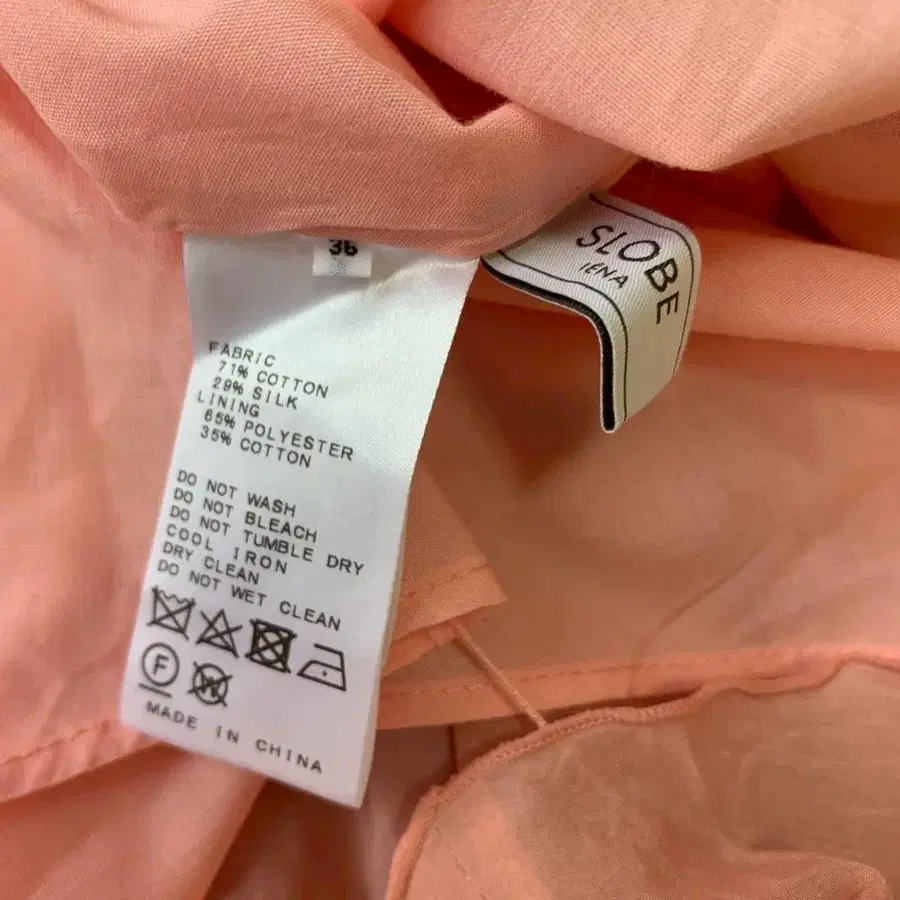 36
SLOBE
IENA
FABRIC
71% COTTON
29% SILK
LINING
65% POLYESTER
35% COTTON
DO NOT WASH
DO NOT BLEACH
DO NOT TUMBLE DRY
COOL IRON
DRY CLEAN
DO NOT WET CLEAN
F W
MADE IN CHINA